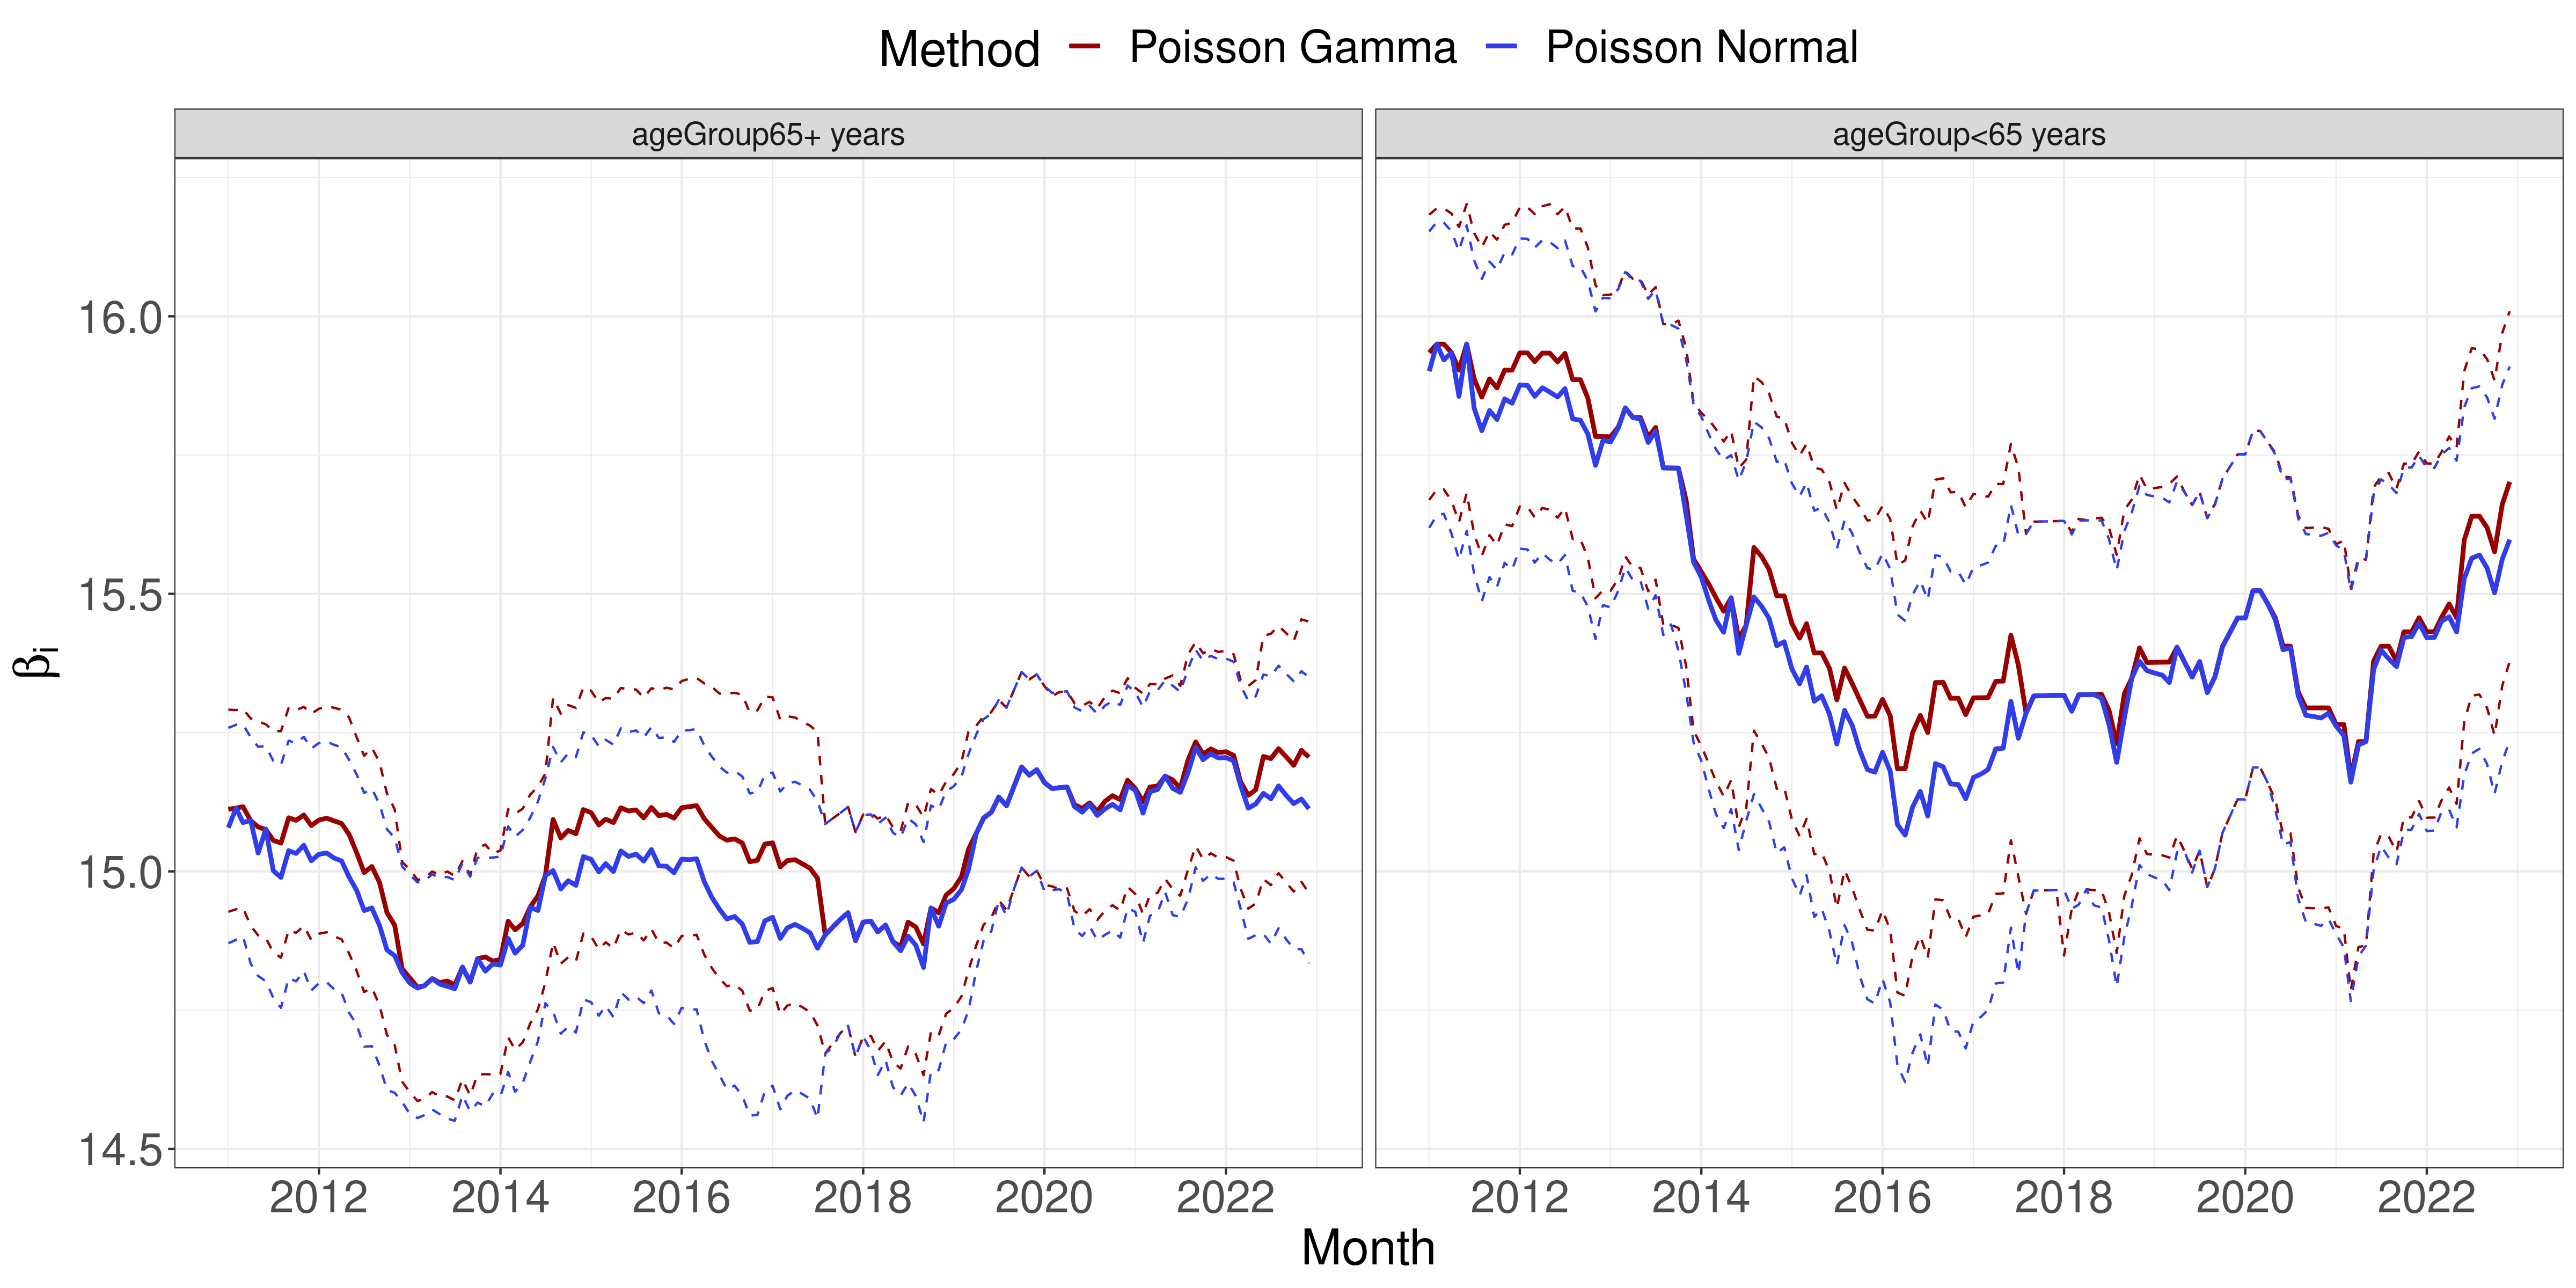 Method Poisson Gamma Poisson Normal
ageGroup65+ years ageGroup<65 years
16.0
15.5
15.0
14.5
βi
2012 2014 2016 2018 2020 2022 2012 2014 2016 2018 2020 2022
Month